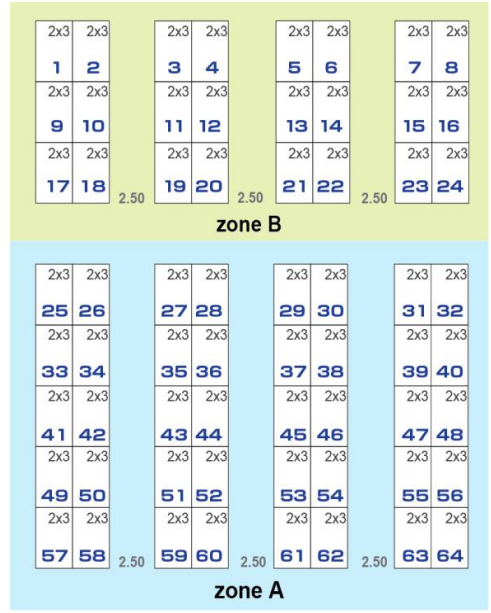 2x3 2x3 2x3 2x3 2x3 2x3 2x3 2x3
1 2 3 4 5 6 7 8
2x3 2x3 2x3 2x3 2x3 2x3 2x3 2x3
9 10 11 12 13 14 15 16
2x3 2x3 2x3 2x3 2x3 2x3 2x3 2x3
17 18 19 20 21 22 23 24
2.50 2.50 2.50
zone B
2x3 2x3 2x3 2x3 2x3 2x3 2x3 2x3
25 26 27 28 29 30 31 32
2x3 2x3 2x3 2x3 2x3 2x3 2x3 2x3
33 34 35 36 37 38 39 40
2x3 2x3 2x3 2x3 2x3 2x3 2x3 2x3
41 42 43 44 45 46 47 48
2x3 2x3 2x3 2x3 2x3 2x3 2x3 2x3
49 50 51 52 53 54 55 56
2x3 2x3 2x3 2x3 2x3 2x3 2x3 2x3
57 58 59 60 61 62 63 64
2.50 2.50 2.50
zone A